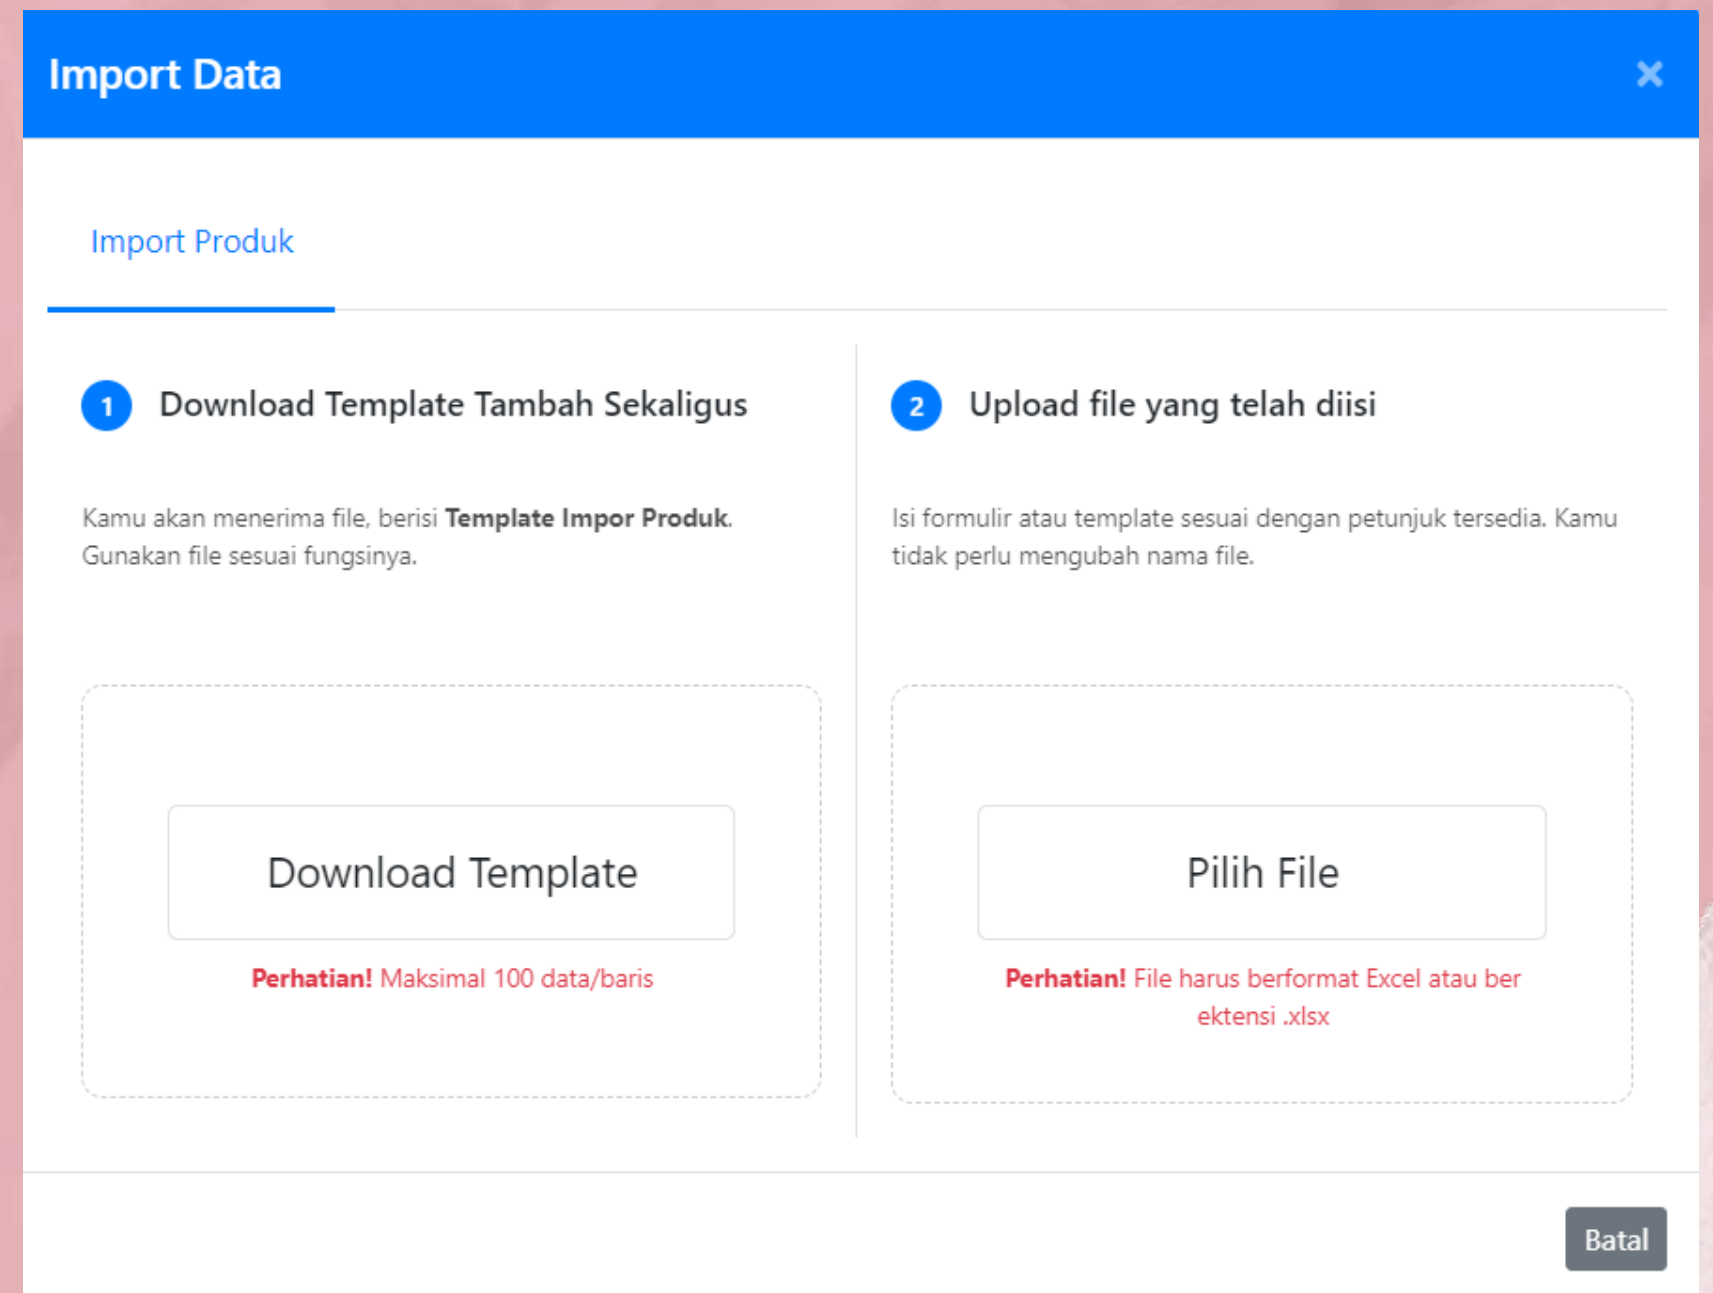 Import Data
×
Import Produk
1 Download Template Tambah Sekaligus
Kamu akan menerima file, berisi Template Impor Produk.
Gunakan file sesuai fungsinya.
Download Template
Perhatian! Maksimal 100 data/baris
2 Upload file yang telah diisi
Isi formulir atau template sesuai dengan petunjuk tersedia. Kamu
tidak perlu mengubah nama file.
Pilih File
Perhatian! File harus berformat Excel atau ber
ektensi .xlsx
Batal